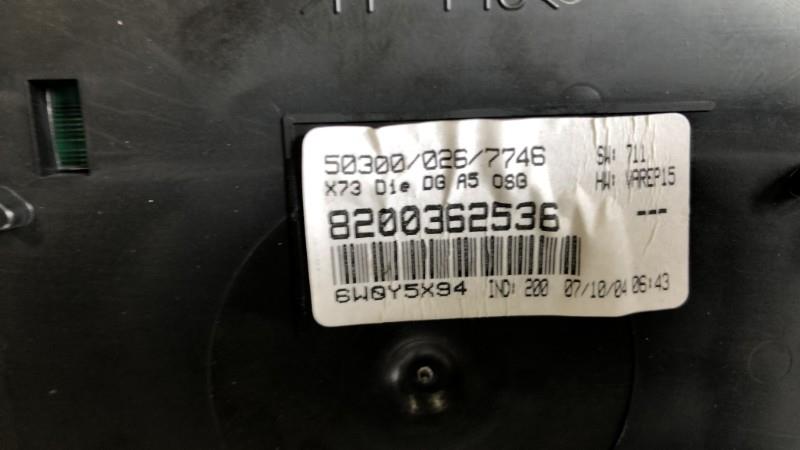 50300/026/7746 SW: 711
X73 D1e DG A5 OSG HW: VAREP15
8200362536 ---
6W0Y5X94 IND: 200 07/10/04 06:43